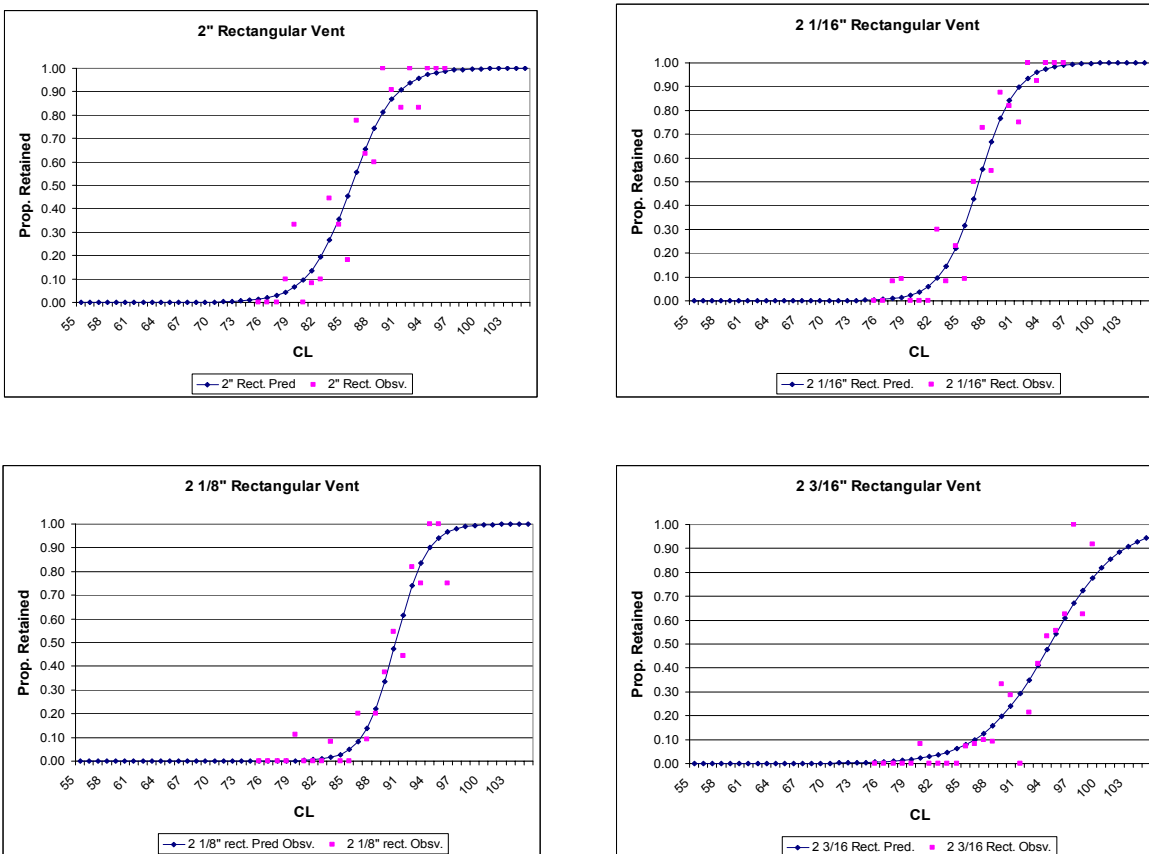 2" Rectangular Vent
1.00
0.90
0.80
0.70
0.60
0.50
0.40
0.30
0.20
0.10
0.00
Prop. Retained
55 58 61 64 67 70 73 76 79 82 85 88 91 94 97 100 103
CL
2" Rect. Pred 2" Rect. Obsv.
2 1/16" Rectangular Vent
1.00
0.90
0.80
0.70
0.60
0.50
0.40
0.30
0.20
0.10
0.00
Prop. Retained
55 58 61 64 67 70 73 76 79 82 85 88 91 94 97 100 103
CL
2 1/16" Rect. Pred. 2 1/16" Rect. Obsv.
2 1/8" Rectangular Vent
1.00
0.90
0.80
0.70
0.60
0.50
0.40
0.30
0.20
0.10
0.00
Prop. Retained
55 58 61 64 67 70 73 76 79 82 85 88 91 94 97 100 103
CL
2 1/8" rect. Pred Obsv. 2 1/8" rect. Obsv.
2 3/16" Rectangular Vent
1.00
0.90
0.80
0.70
0.60
0.50
0.40
0.30
0.20
0.10
0.00
Prop. Retained
55 58 61 64 67 70 73 76 79 82 85 88 91 94 97 100 103
CL
2 3/16 Rect. Pred. 2 3/16 Rect. Obsv.